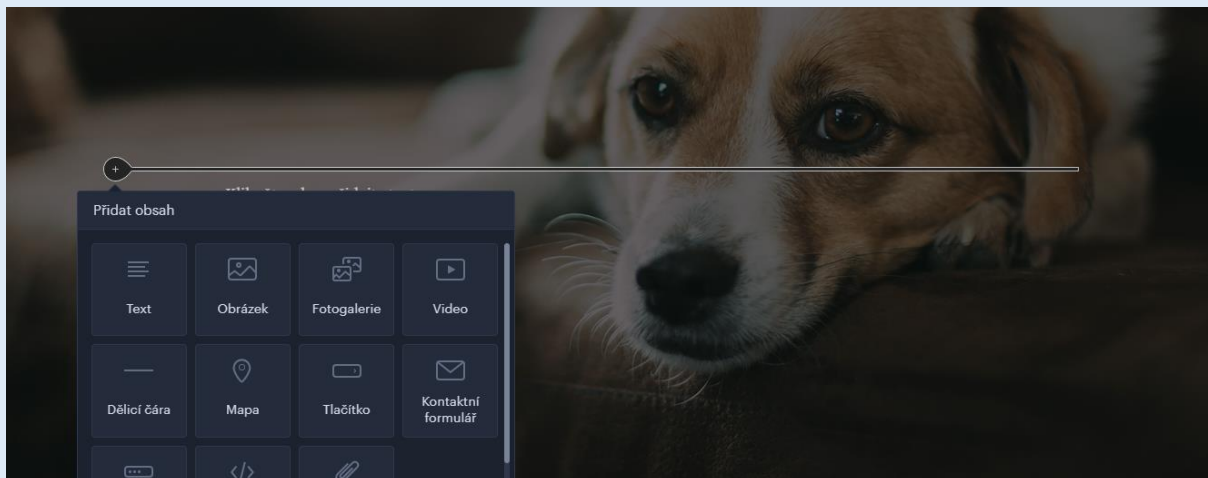 Přidat obsah
Text
Obrázek
Fotogalerie
Video
Dělicí čára
Mapa
Tlačítko
Kontaktní
formulář